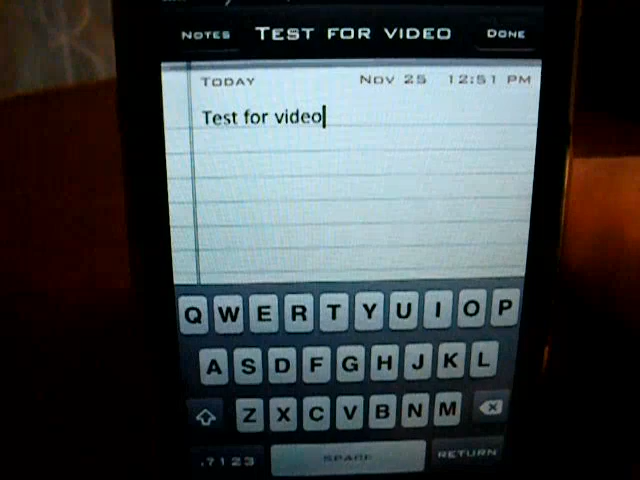 NOTES TEST FOR VIDEO DONE
TODAY NOV 25 12:51 PM
Test for video
Q W E R T Y U I O P
A S D F G H J K L
Z X C V B N M
.?123 SPACE RETURN